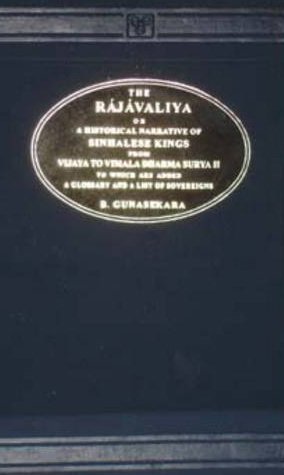 THE
RÁJÁVALIYA
OR
A HISTORICAL NARRATIVE OF
SINHALESE KINGS
FROM
VIJAYA TO VIMALA DHARMA SURYA II
TO WHICH ARE ADDED
A GLOSSARY AND A LIST OF SOVEREIGNS
B. GUNASEKARA